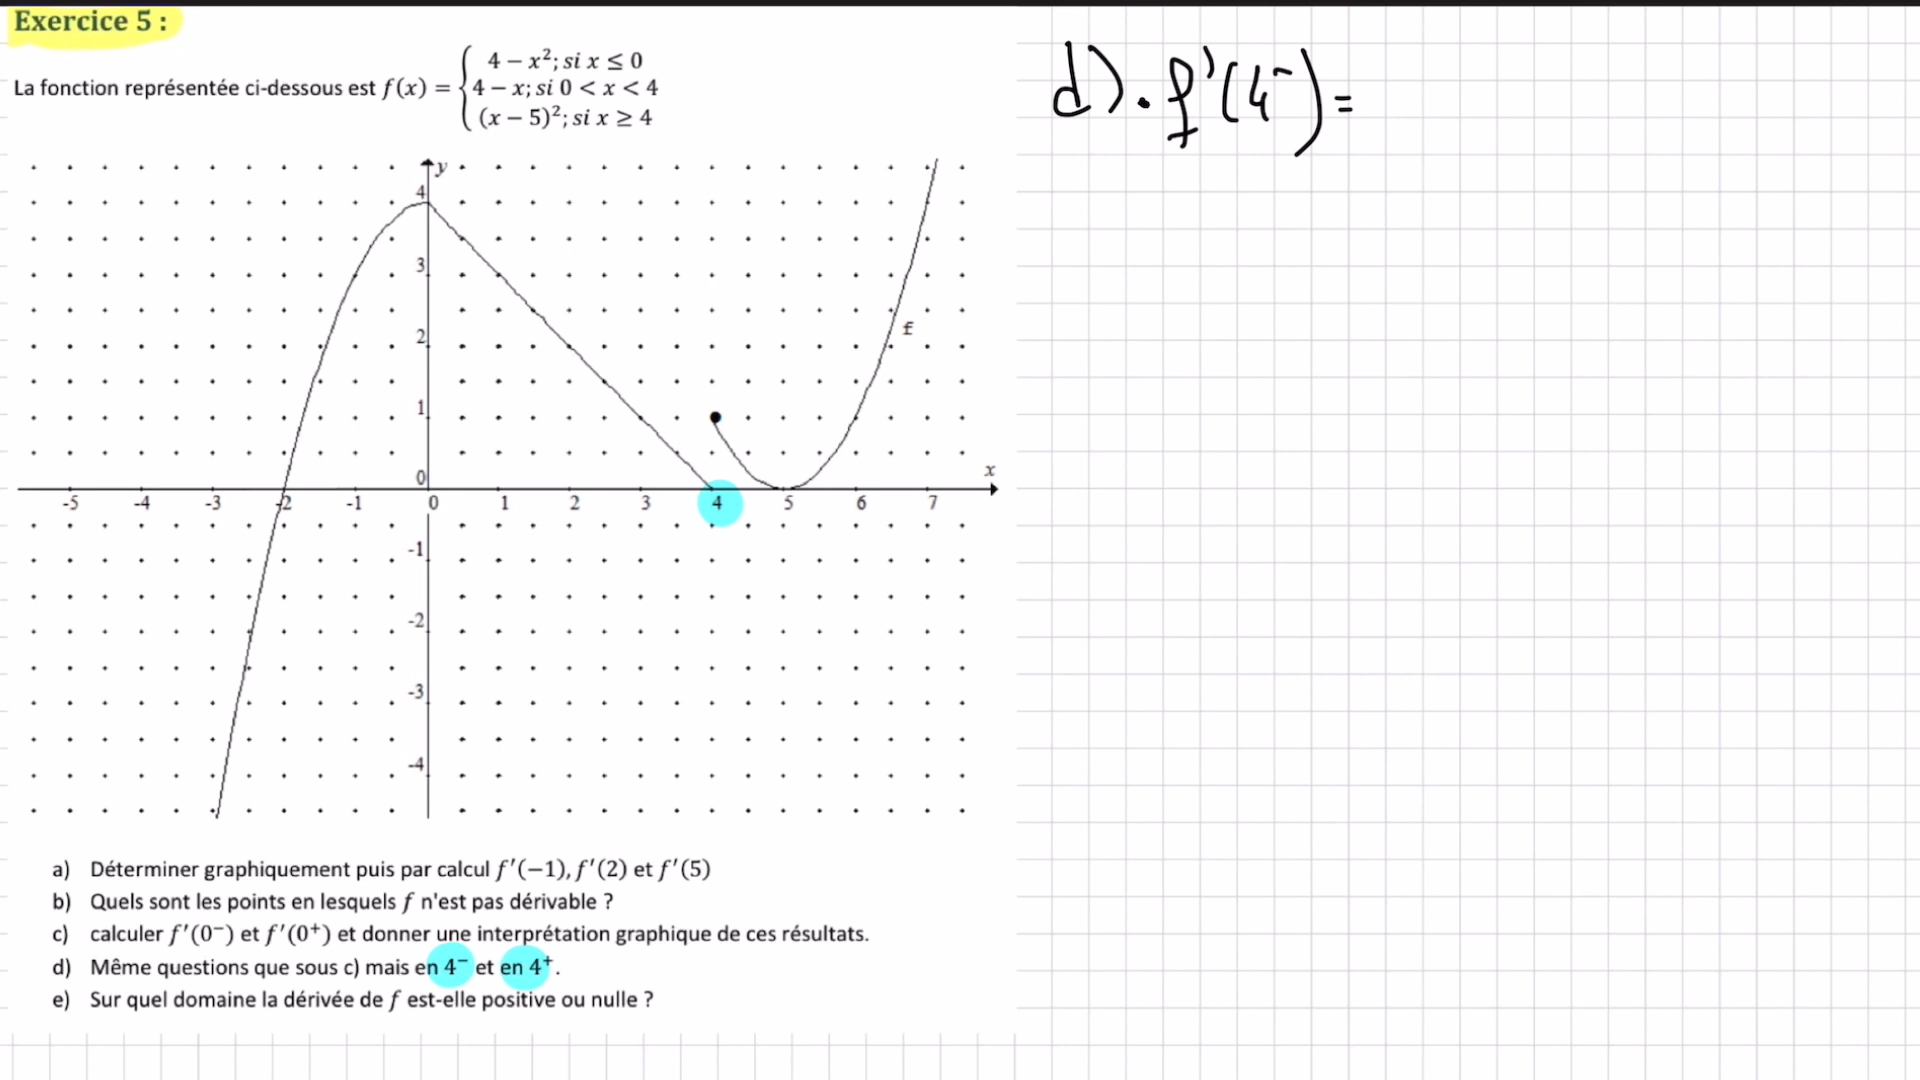 Exercice 5 :
La fonction représentée ci-dessous est f(x) = { 4 − x²; si x ≤ 0
4 − x; si 0 < x < 4
(x − 5)²; si x ≥ 4
d). f'(4⁻) =
y
4
3
2
1
0
f
x
-5 -4 -3 -2 -1 0 1 2 3 4 5 6 7
-1
-2
-3
-4
a) Déterminer graphiquement puis par calcul f′(−1), f′(2) et f′(5)
b) Quels sont les points en lesquels f n'est pas dérivable ?
c) calculer f′(0⁻) et f′(0⁺) et donner une interprétation graphique de ces résultats.
d) Même questions que sous c) mais en 4⁻ et en 4⁺.
e) Sur quel domaine la dérivée de f est-elle positive ou nulle ?